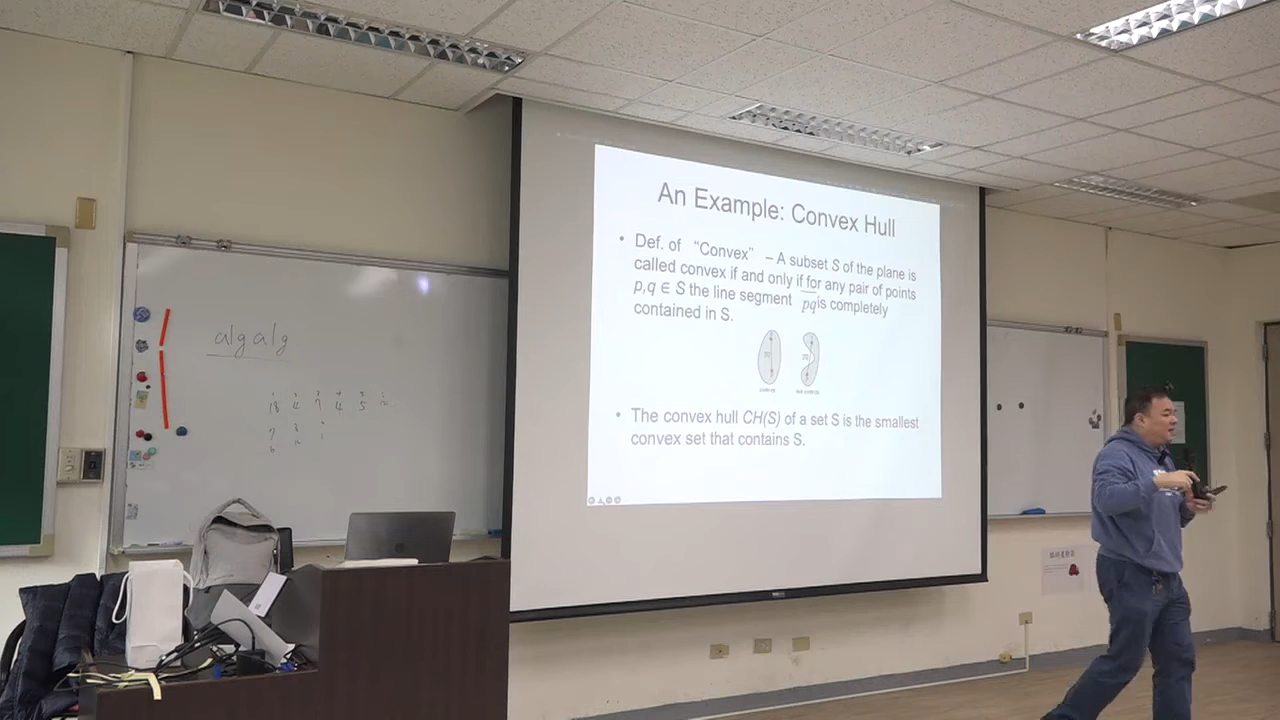 An Example: Convex Hull
• Def. of “Convex” – A subset S of the plane is
called convex if and only if for any pair of points
p,q ∈ S the line segment pq is completely
contained in S.
• The convex hull CH(S) of a set S is the smallest
convex set that contains S.
algalg